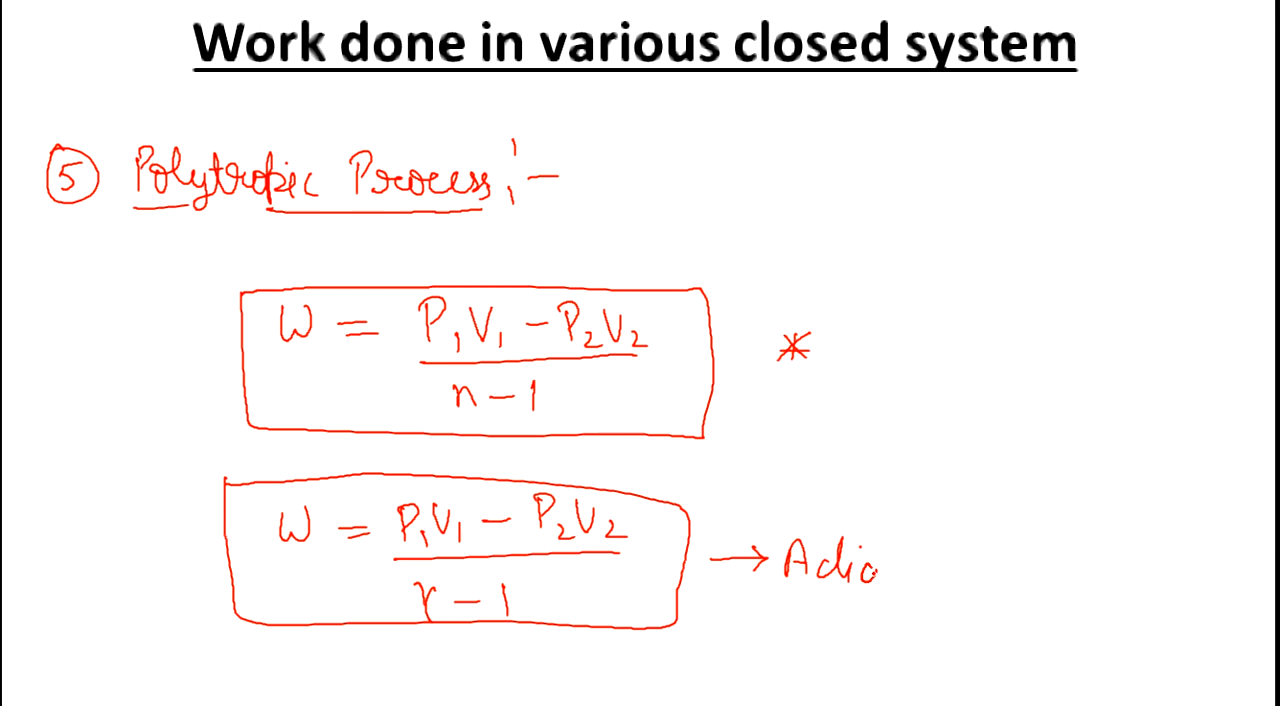 Work done in various closed system
⑤ Polytropic Process :-
W = P₁V₁ - P₂V₂ *
n - 1
W = P₁V₁ - P₂V₂ → Adia
γ - 1